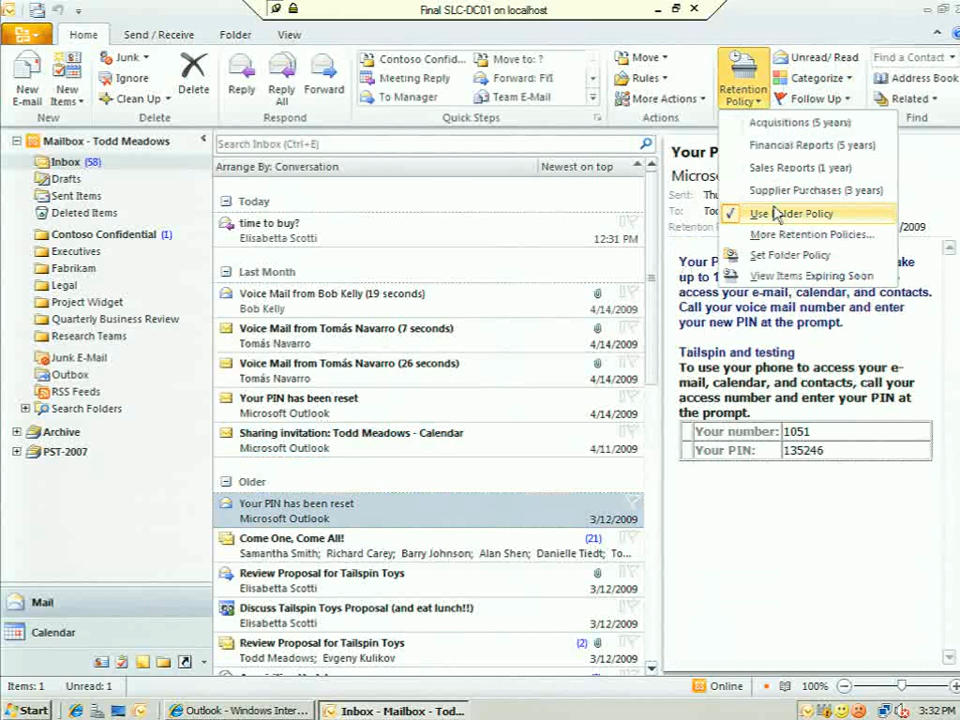 Final SLC-DC01 on localhost
Home Send / Receive Folder View
New E-mail
New Items
Junk
Ignore
Clean Up
Delete
Reply
Reply All
Forward
Contoso Confid...
Meeting Reply
To Manager
Move to: ?
Forward: FYI
Team E-Mail
Move
Rules
More Actions
Retention Policy
Unread/ Read
Categorize
Follow Up
Find a Contact
Address Book
Related
New Delete Respond Quick Steps Actions Find
Acquisitions (5 years)
Financial Reports (5 years)
Sales Reports (1 year)
Supplier Purchases (3 years)
Use Folder Policy
More Retention Policies...
Set Folder Policy
View Items Expiring Soon
Mailbox - Todd Meadows
Inbox (58)
Drafts
Sent Items
Deleted Items
Contoso Confidential (1)
Executives
Fabrikam
Legal
Project Widget
Quarterly Business Review
Research Teams
Junk E-Mail
Outbox
RSS Feeds
Search Folders
Archive
PST-2007
Mail
Calendar
Search Inbox (Ctrl+E)
Arrange By: Conversation Newest on top
Today
time to buy?
Elisabetta Scotti 12:31 PM
Last Month
Voice Mail from Bob Kelly (19 seconds)
Bob Kelly 4/14/2009
Voice Mail from Tomás Navarro (7 seconds)
Tomás Navarro 4/14/2009
Voice Mail from Tomás Navarro (26 seconds)
Tomás Navarro 4/14/2009
Your PIN has been reset
Microsoft Outlook 4/14/2009
Sharing invitation: Todd Meadows - Calendar
Microsoft Outlook 4/11/2009
Older
Your PIN has been reset
Microsoft Outlook 3/12/2009
Come One, Come All! (21)
Samantha Smith; Richard Carey; Barry Johnson; Alan Shen; Danielle Tiedt; To...
Review Proposal for Tailspin Toys
Elisabetta Scotti 3/12/2009
Discuss Tailspin Toys Proposal (and eat lunch!!)
Elisabetta Scotti 3/12/2009
Review Proposal for Tailspin Toys (2)
Todd Meadows; Evgeny Kulikov 3/12/2009
Your P
Microso
Sent: Thu
To: Too
Retention /2009
Your P ake
up to 1
access your e-mail, calendar, and contacts.
Call your voice mail number and enter
your new PIN at the prompt.
Tailspin and testing
To use your phone to access your e-
mail, calendar, and contacts, call your
access number and enter your PIN at
the prompt.
Your number: 1051
Your PIN: 135246
Items: 1 Unread: 1 Online 100%
Start Outlook - Windows Inter... Inbox - Mailbox - Tod... 3:32 PM